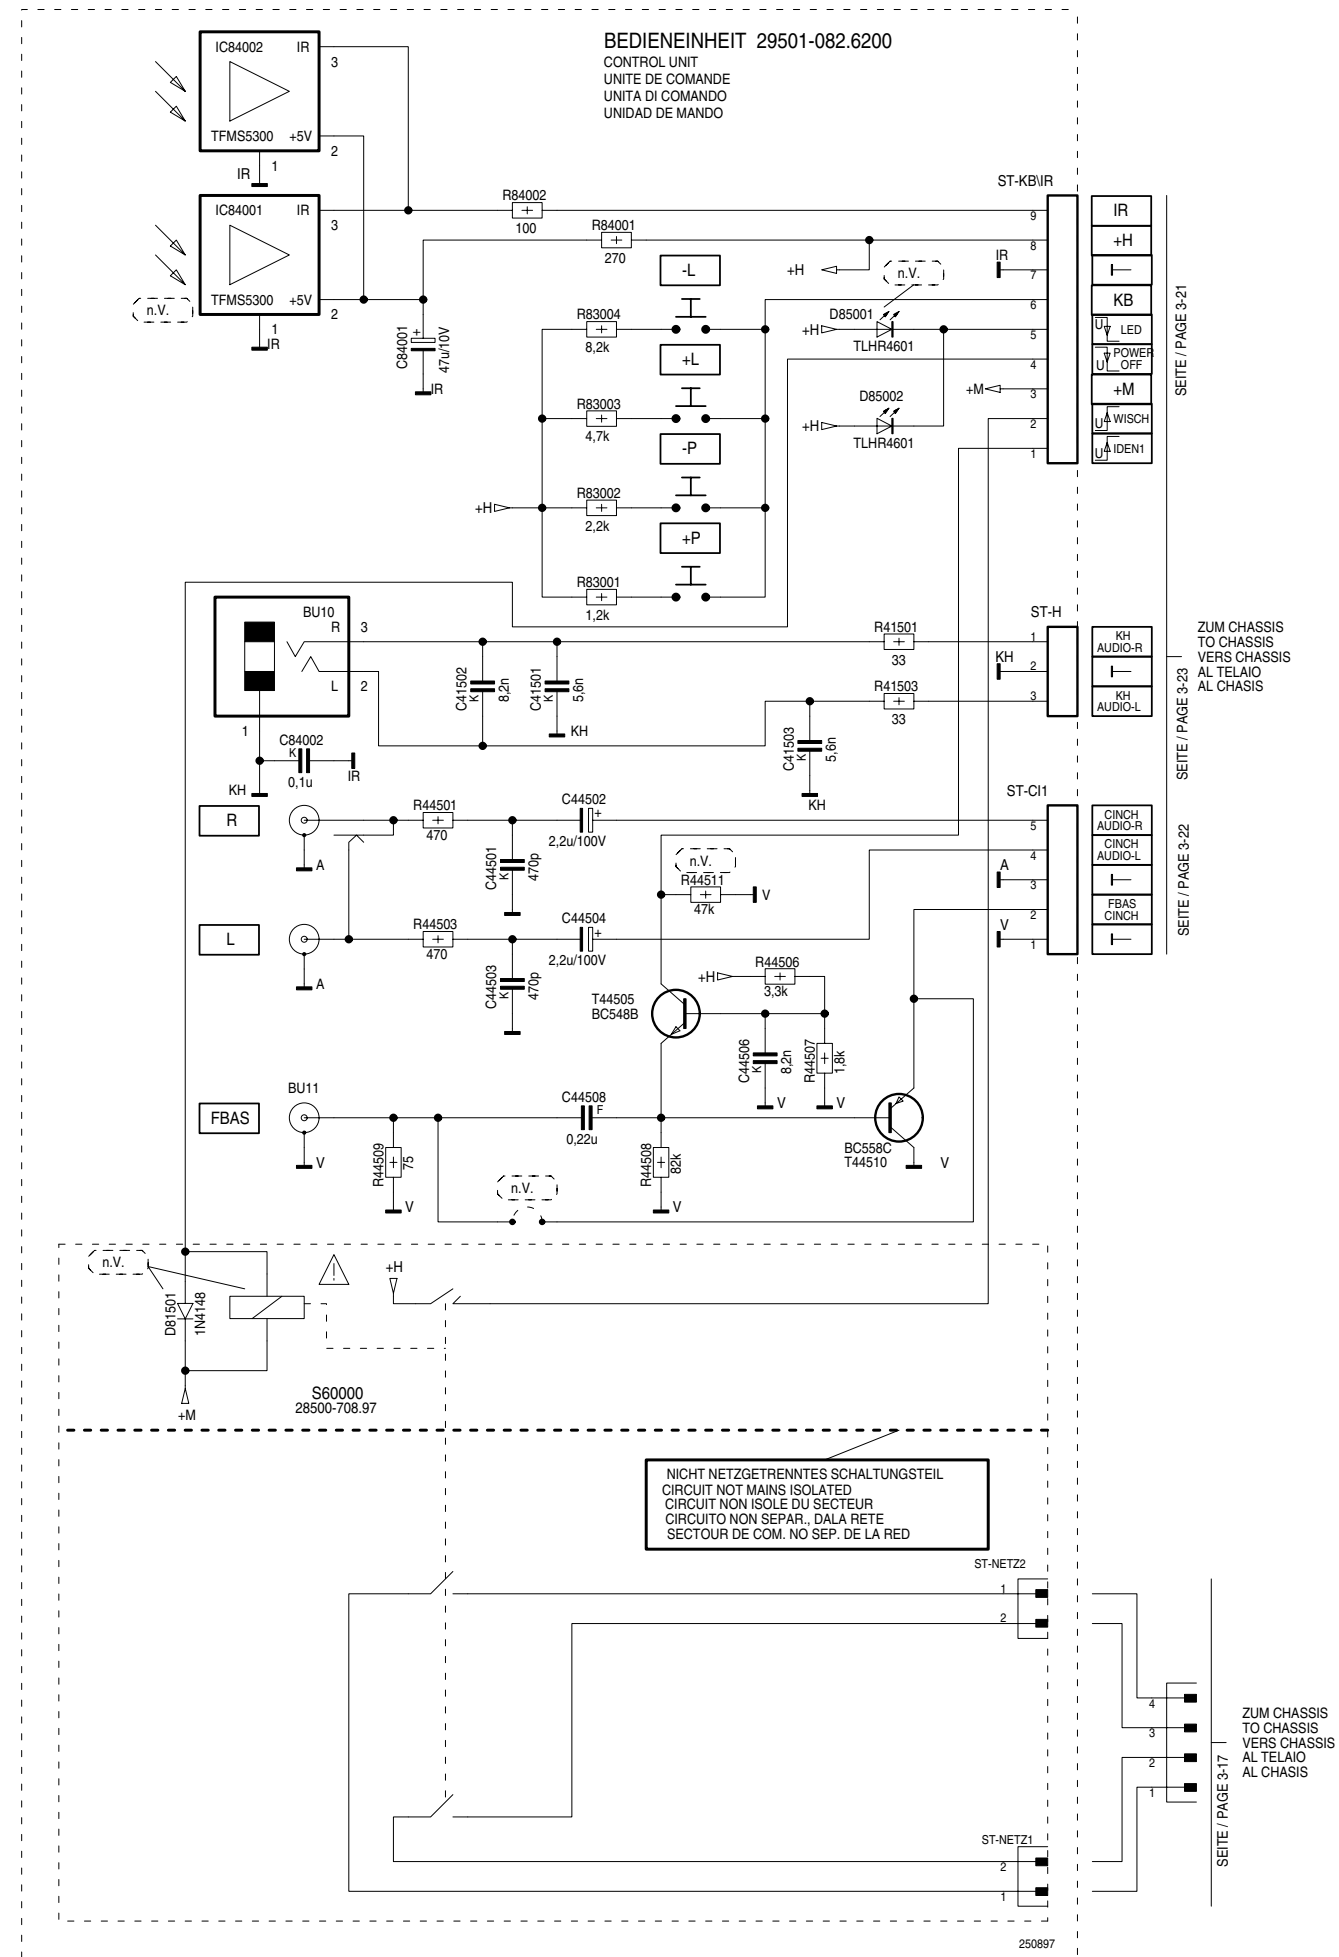 BEDIENEINHEIT 29501-082.6200
CONTROL UNIT
UNITE DE COMANDE
UNITA DI COMANDO
UNIDAD DE MANDO
IC84002 IR
3
TFMS5300 +5V
2
1
IR
IC84001 IR
3
TFMS5300 +5V
2
n.V.
1
IR
C84001
+
47u/10V
IR
R84002
100
R84001
270
-L
R83004
8,2k
+L
R83003
4,7k
-P
R83002
2,2k
+H
+P
R83001
1,2k
+H
n.V.
D85001
+H
TLHR4601
D85002
+H
TLHR4601
+M
IR
ST-KB\IR
9
8
7
6
5
4
3
2
1
IR
+H
KB
U LED
U POWER OFF
+M
U WISCH
U IDEN1
SEITE / PAGE 3-21
BU10
R 3
L 2
1
C84002
K
0,1u
IR
KH
C41502
K
8,2n
C41501
K
5,6n
KH
R41501
33
R41503
33
C41503
K
5,6n
KH
ST-H
1
KH 2
3
KH
AUDIO-R
KH
AUDIO-L
SEITE / PAGE 3-23
ZUM CHASSIS
TO CHASSIS
VERS CHASSIS
AL TELAIO
AL CHASIS
R
A
R44501
470
C44501
K
470p
C44502
+
2,2u/100V
L
A
R44503
470
C44503
K
470p
C44504
+
2,2u/100V
n.V.
R44511
47k
V
ST-CI1
5
4
A
3
2
V
1
CINCH
AUDIO-R
CINCH
AUDIO-L
FBAS
CINCH
SEITE / PAGE 3-22
+H
R44506
3,3k
T44505
BC548B
C44506
K
8,2n
V
R44507
1,8k
V
BU11
FBAS
V
R44509
75
V
C44508
F
0,22u
R44508
82k
V
n.V.
BC558C
T44510
V
n.V.
D81501
1N4148
+M
+H
S60000
28500-708.97
NICHT NETZGETRENNTES SCHALTUNGSTEIL
CIRCUIT NOT MAINS ISOLATED
CIRCUIT NON ISOLE DU SECTEUR
CIRCUITO NON SEPAR., DALA RETE
SECTOUR DE COM. NO SEP. DE LA RED
ST-NETZ2
1
2
ST-NETZ1
2
1
4
3
2
1
SEITE / PAGE 3-17
ZUM CHASSIS
TO CHASSIS
VERS CHASSIS
AL TELAIO
AL CHASIS
250897